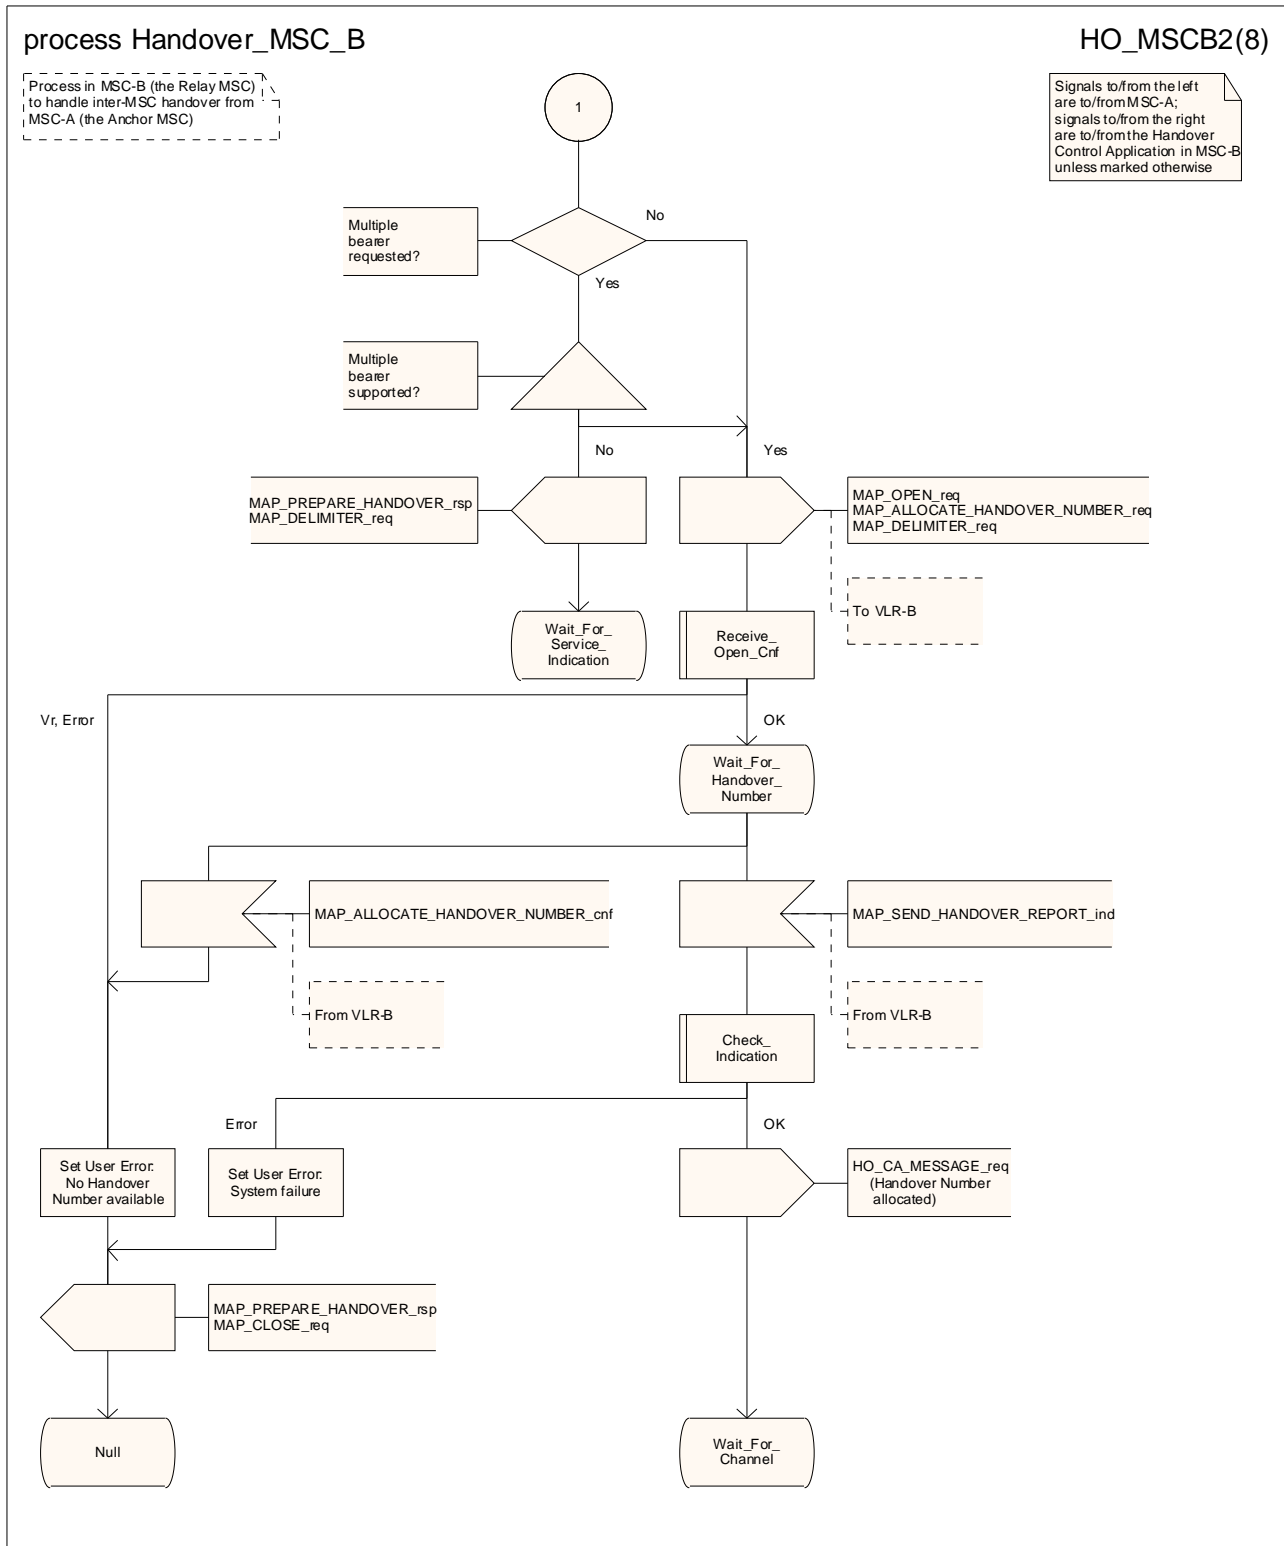 process Handover_MSC_B
HO_MSCB2(8)
Process in MSC-B (the Relay MSC)
to handle inter-MSC handover from
MSC-A (the Anchor MSC)
1
Signals to/from the left
are to/from MSC-A;
signals to/from the right
are to/from the Handover
Control Application in MSC-B
unless marked otherwise
Multiple
bearer
requested?
No
Yes
Multiple
bearer
supported?
No
Yes
MAP_PREPARE_HANDOVER_rsp
MAP_DELIMITER_req
MAP_OPEN_req
MAP_ALLOCATE_HANDOVER_NUMBER_req
MAP_DELIMITER_req
To VLR-B
Wait_For_
Service_
Indication
Receive_
Open_Cnf
Vr, Error
OK
Wait_For_
Handover_
Number
MAP_ALLOCATE_HANDOVER_NUMBER_cnf
MAP_SEND_HANDOVER_REPORT_ind
From VLR-B
From VLR-B
Check_
Indication
Error
OK
Set User Error:
No Handover
Number available
Set User Error:
System failure
HO_CA_MESSAGE_req
(Handover Number
allocated)
MAP_PREPARE_HANDOVER_rsp
MAP_CLOSE_req
Null
Wait_For_
Channel